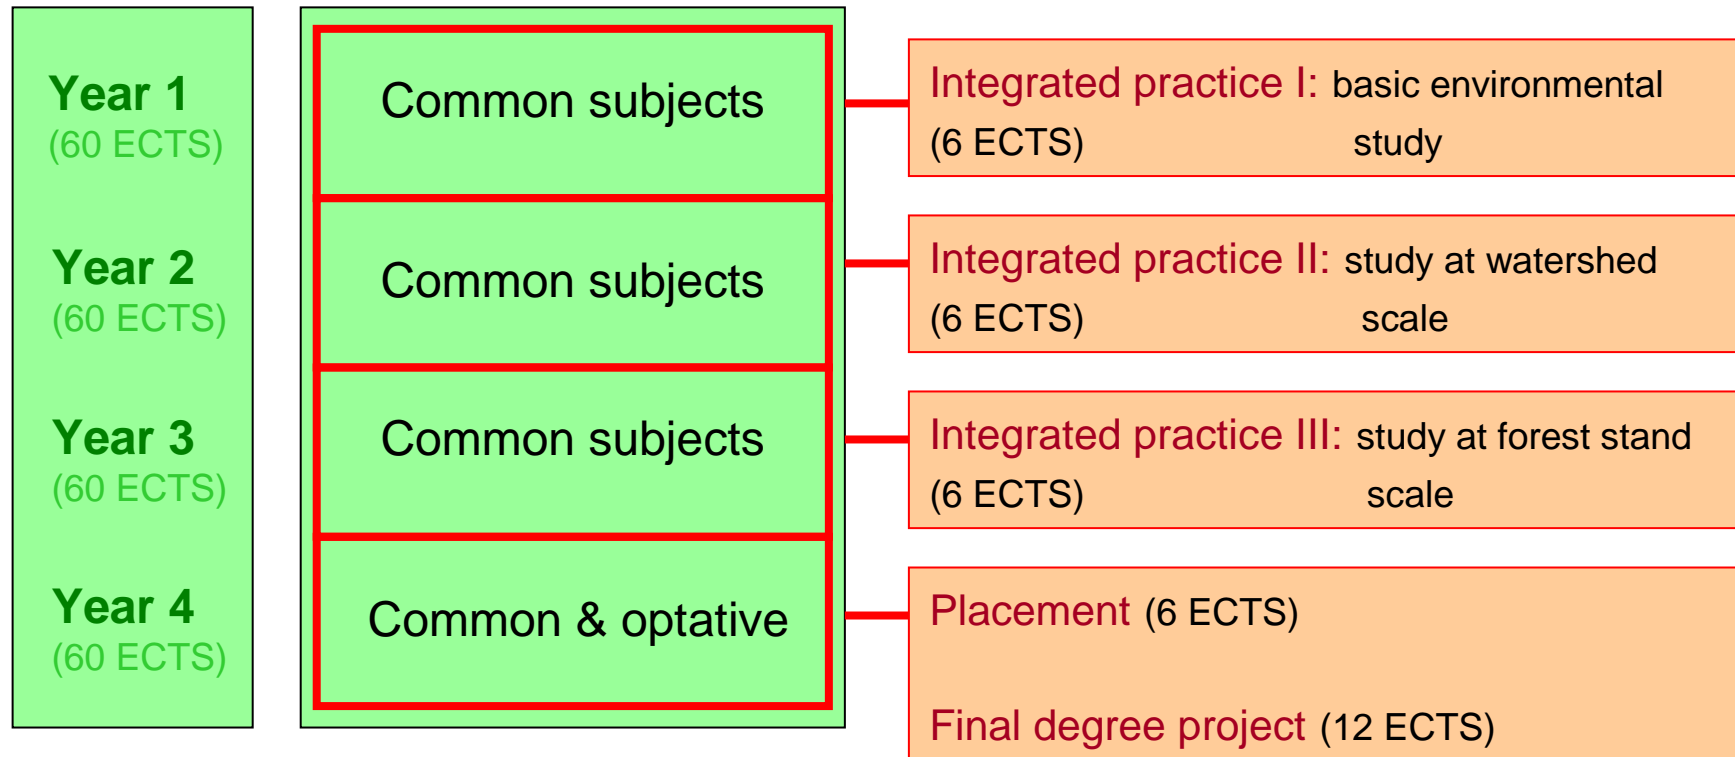 Year 1
(60 ECTS)
Common subjects
Integrated practice I: basic environmental
(6 ECTS) study
Year 2
(60 ECTS)
Common subjects
Integrated practice II: study at watershed
(6 ECTS) scale
Year 3
(60 ECTS)
Common subjects
Integrated practice III: study at forest stand
(6 ECTS) scale
Year 4
(60 ECTS)
Common & optative
Placement (6 ECTS)
Final degree project (12 ECTS)